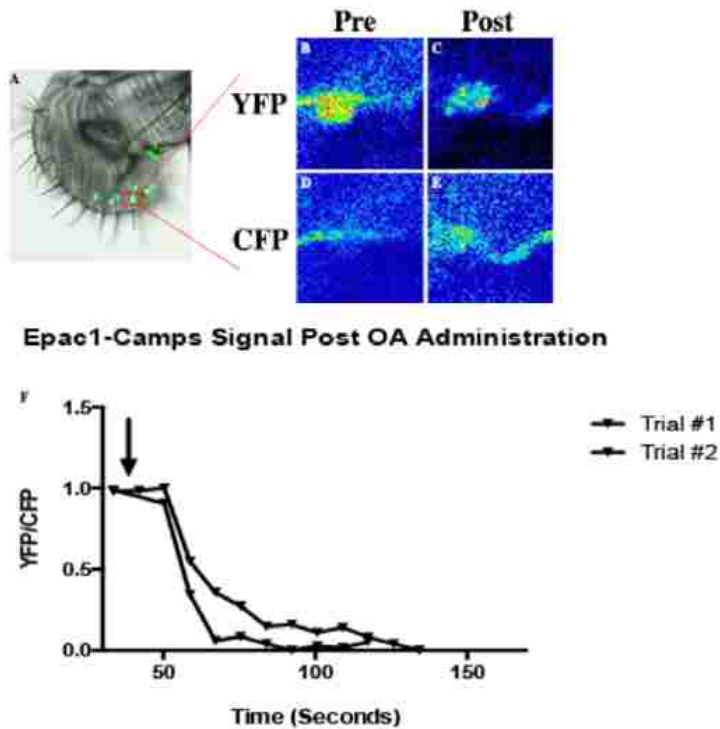 Pre Post
A
B C
YFP
D E
CFP
Epac1-Camps Signal Post OA Administration
F
1.5
1.0
0.5
0.0
YFP/CFP
50 100 150
Time (Seconds)
Trial #1
Trial #2